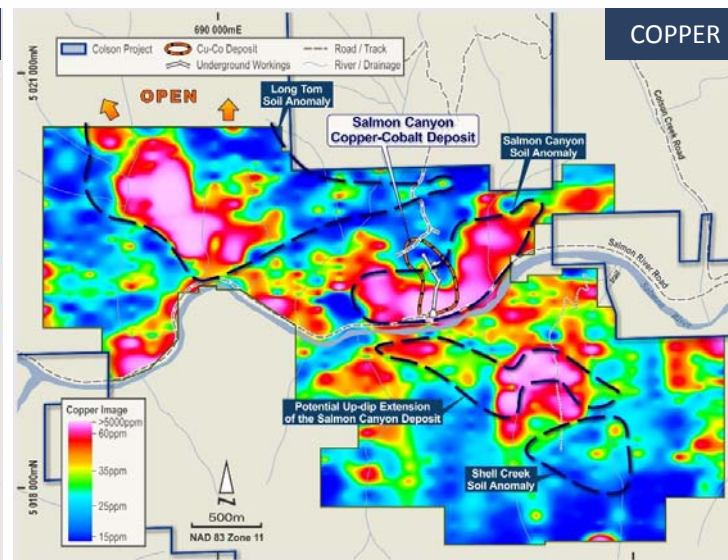 COPPER
690 000mE
5 021 000mN
Colson Project
Cu-Co Deposit
Road / Track
Underground Workings
River / Drainage
OPEN
Long Tom
Soil Anomaly
Salmon Canyon
Copper-Cobalt Deposit
Salmon Canyon
Soil Anomaly
Colson Creek Road
Salmon River Road
Salmon River
Potential Up-dip Extension
of the Salmon Canyon Deposit
Shell Creek
Soil Anomaly
Copper Image
>5000ppm
60ppm
35ppm
25ppm
15ppm
5 018 000mN
N
500m
NAD 83 Zone 11